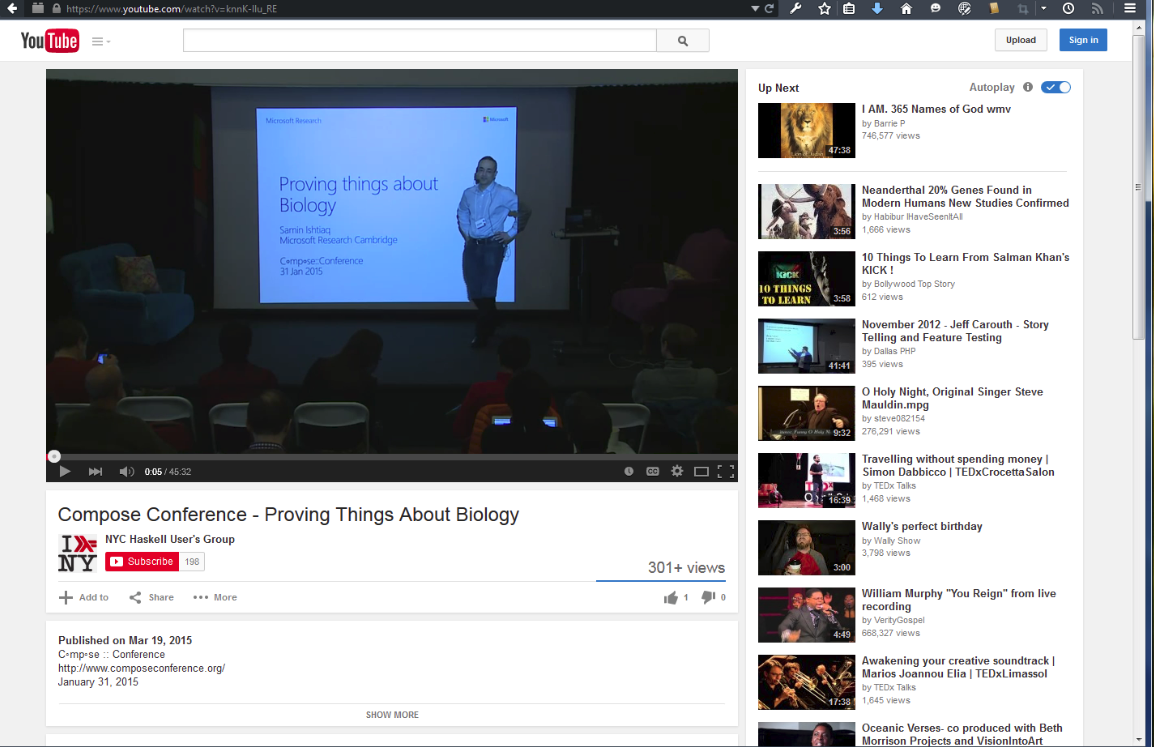 https://www.youtube.com/watch?v=knnK-Ilu_RE
YouTube
Upload
Sign in
Microsoft Research
Microsoft
Proving things about
Biology
Samin Ishtiaq
Microsoft Research Cambridge
C∘mp∘se::Conference
31 Jan 2015
0:05 / 45:32
CC
Compose Conference - Proving Things About Biology
I NY
NYC Haskell User's Group
Subscribe 198
301+ views
Add to
Share
More
1
0
Published on Mar 19, 2015
C∘mp∘se :: Conference
http://www.composeconference.org/
January 31, 2015
SHOW MORE
Up Next
Autoplay
47:38
I AM. 365 Names of God wmv
by Barrie P
746,577 views
3:56
Neanderthal 20% Genes Found in
Modern Humans New Studies Confirmed
by Habibur IHaveSeenItAll
1,666 views
KICK
10 THINGS
TO LEARN
3:58
10 Things To Learn From Salman Khan's
KICK !
by Bollywood Top Story
612 views
41:41
November 2012 - Jeff Carouth - Story
Telling and Feature Testing
by Dallas PHP
395 views
9:32
O Holy Night, Original Singer Steve
Mauldin.mpg
by steve082154
276,291 views
TEDx
16:39
Travelling without spending money |
Simon Dabbicco | TEDxCrocettaSalon
by TEDx Talks
1,468 views
3:00
Wally's perfect birthday
by Wally Show
3,798 views
4:49
William Murphy "You Reign" from live
recording
by VerityGospel
668,327 views
17:38
Awakening your creative soundtrack |
Marios Joannou Elia | TEDxLimassol
by TEDx Talks
1,645 views
Oceanic Verses- co produced with Beth
Morrison Projects and VisionIntoArt